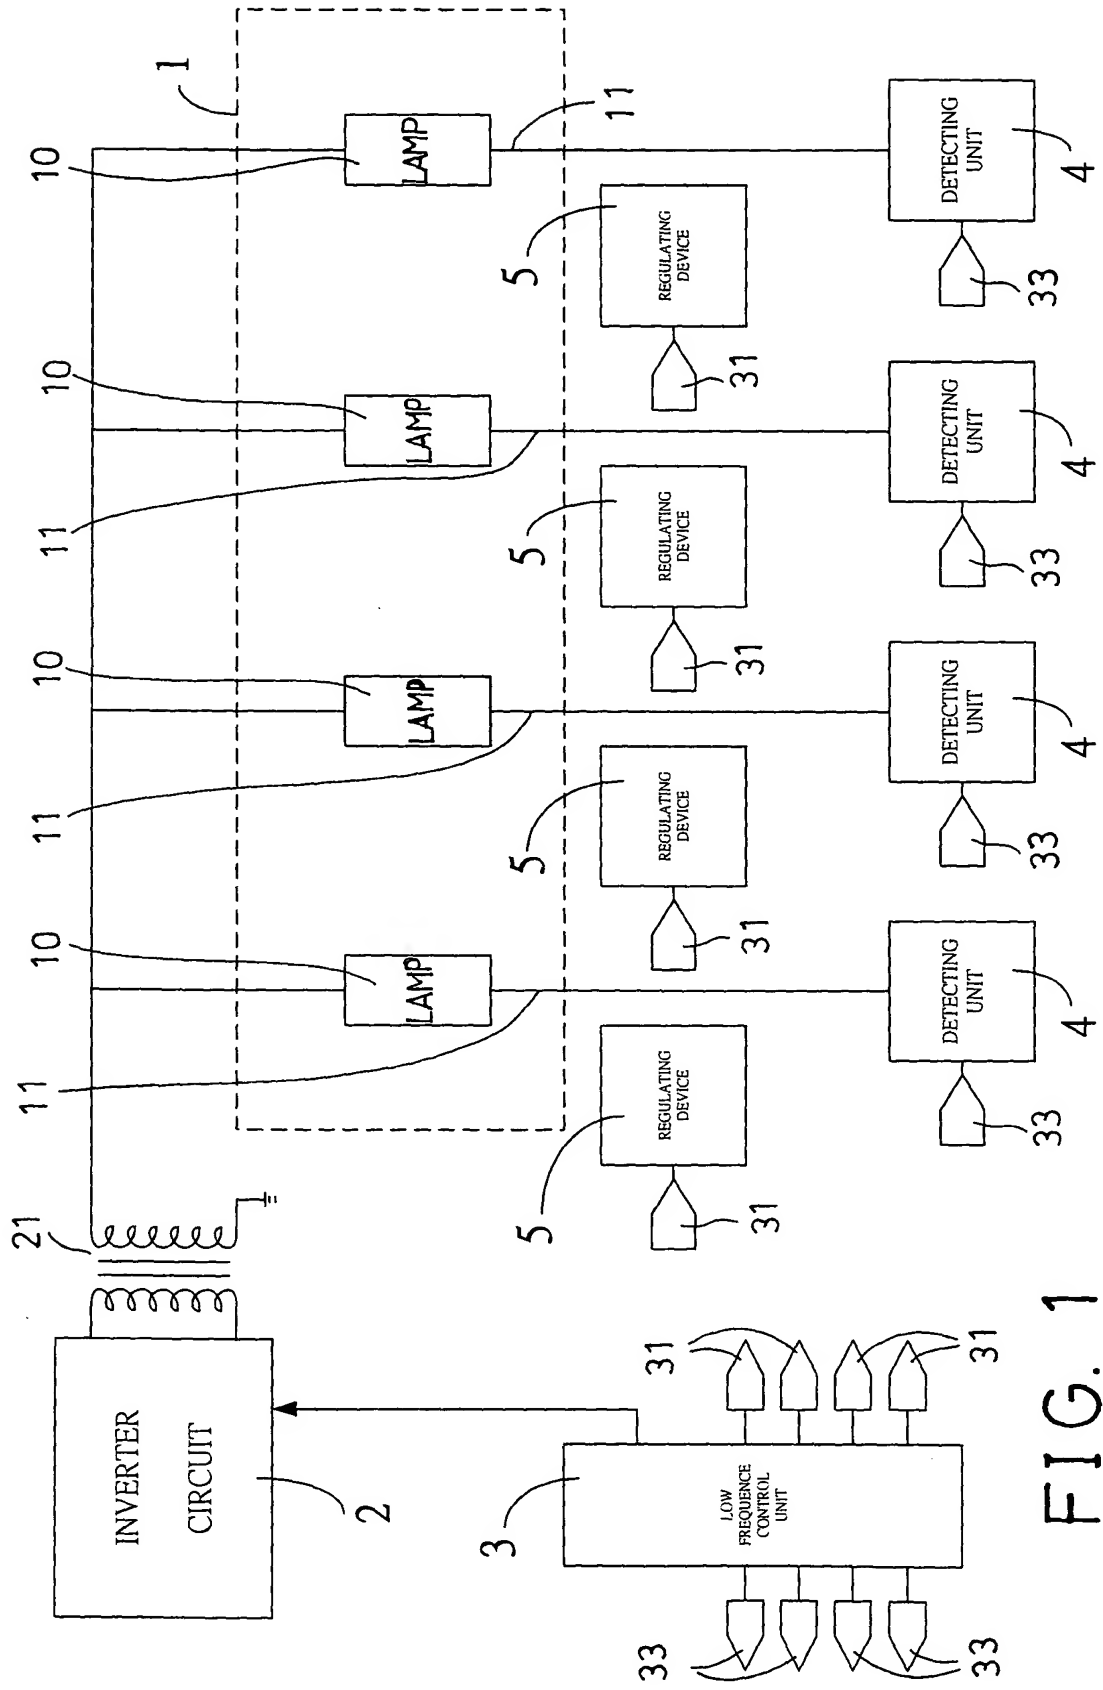 1
10
LAMP
11
10
LAMP
11
10
LAMP
11
10
LAMP
11
21
INVERTER
CIRCUIT
2
5
REGULATING
DEVICE
31
5
REGULATING
DEVICE
31
5
REGULATING
DEVICE
31
5
REGULATING
DEVICE
31
DETECTING
UNIT
4
33
DETECTING
UNIT
4
33
DETECTING
UNIT
4
33
DETECTING
UNIT
4
33
3
LOW
FREQUENCE
CONTROL
UNIT
31
31
33
33
FIG. 1